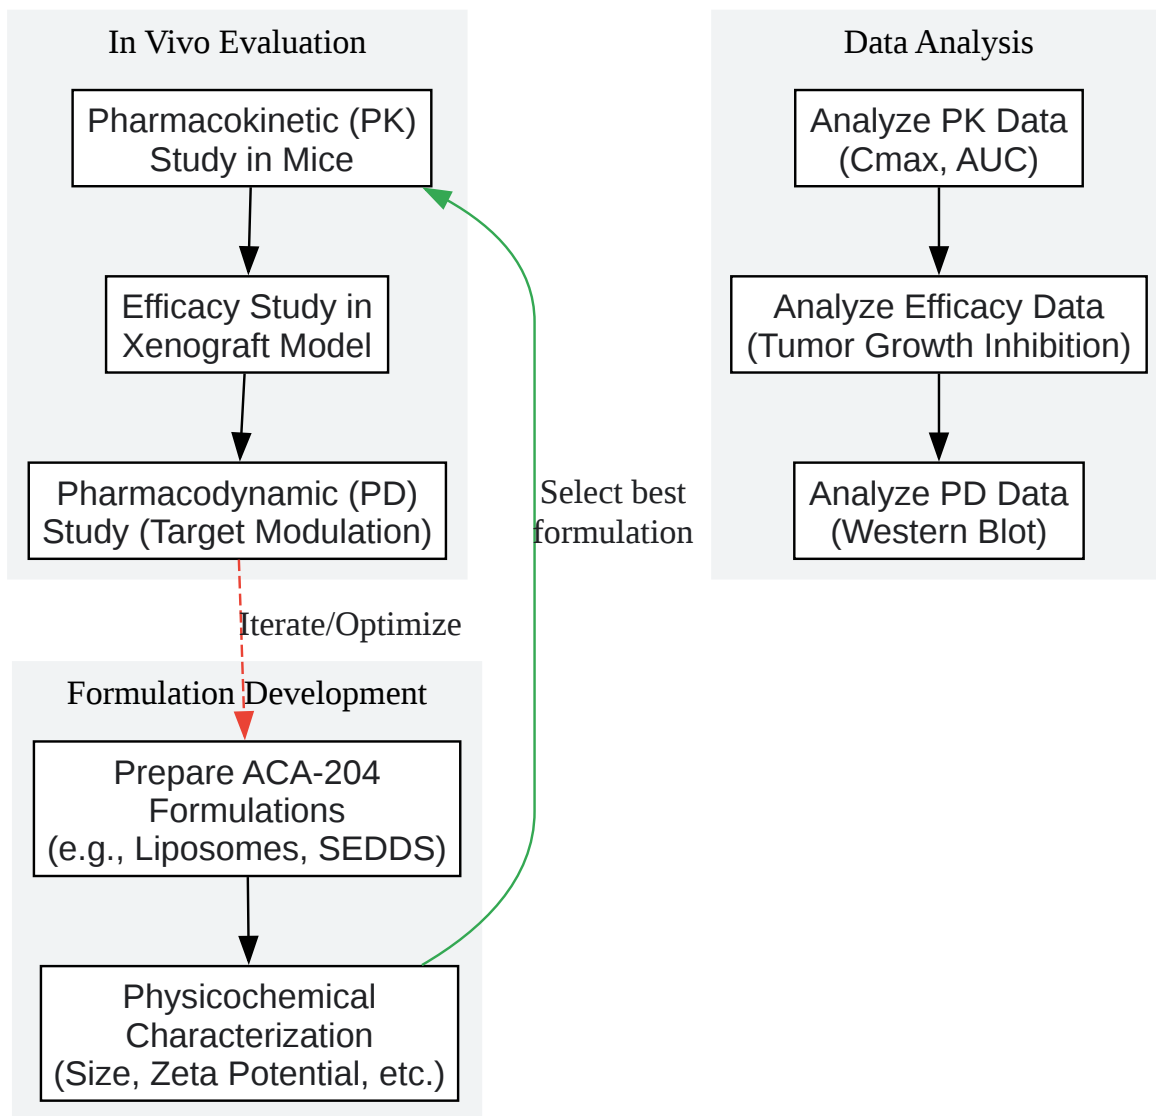 In Vivo Evaluation
Pharmacokinetic (PK)
Study in Mice
Efficacy Study in
Xenograft Model
Pharmacodynamic (PD)
Study (Target Modulation)
Iterate/Optimize
Formulation Development
Prepare ACA-204
Formulations
(e.g., Liposomes, SEDDS)
Physicochemical
Characterization
(Size, Zeta Potential, etc.)
Select best
formulation
Data Analysis
Analyze PK Data
(Cmax, AUC)
Analyze Efficacy Data
(Tumor Growth Inhibition)
Analyze PD Data
(Western Blot)